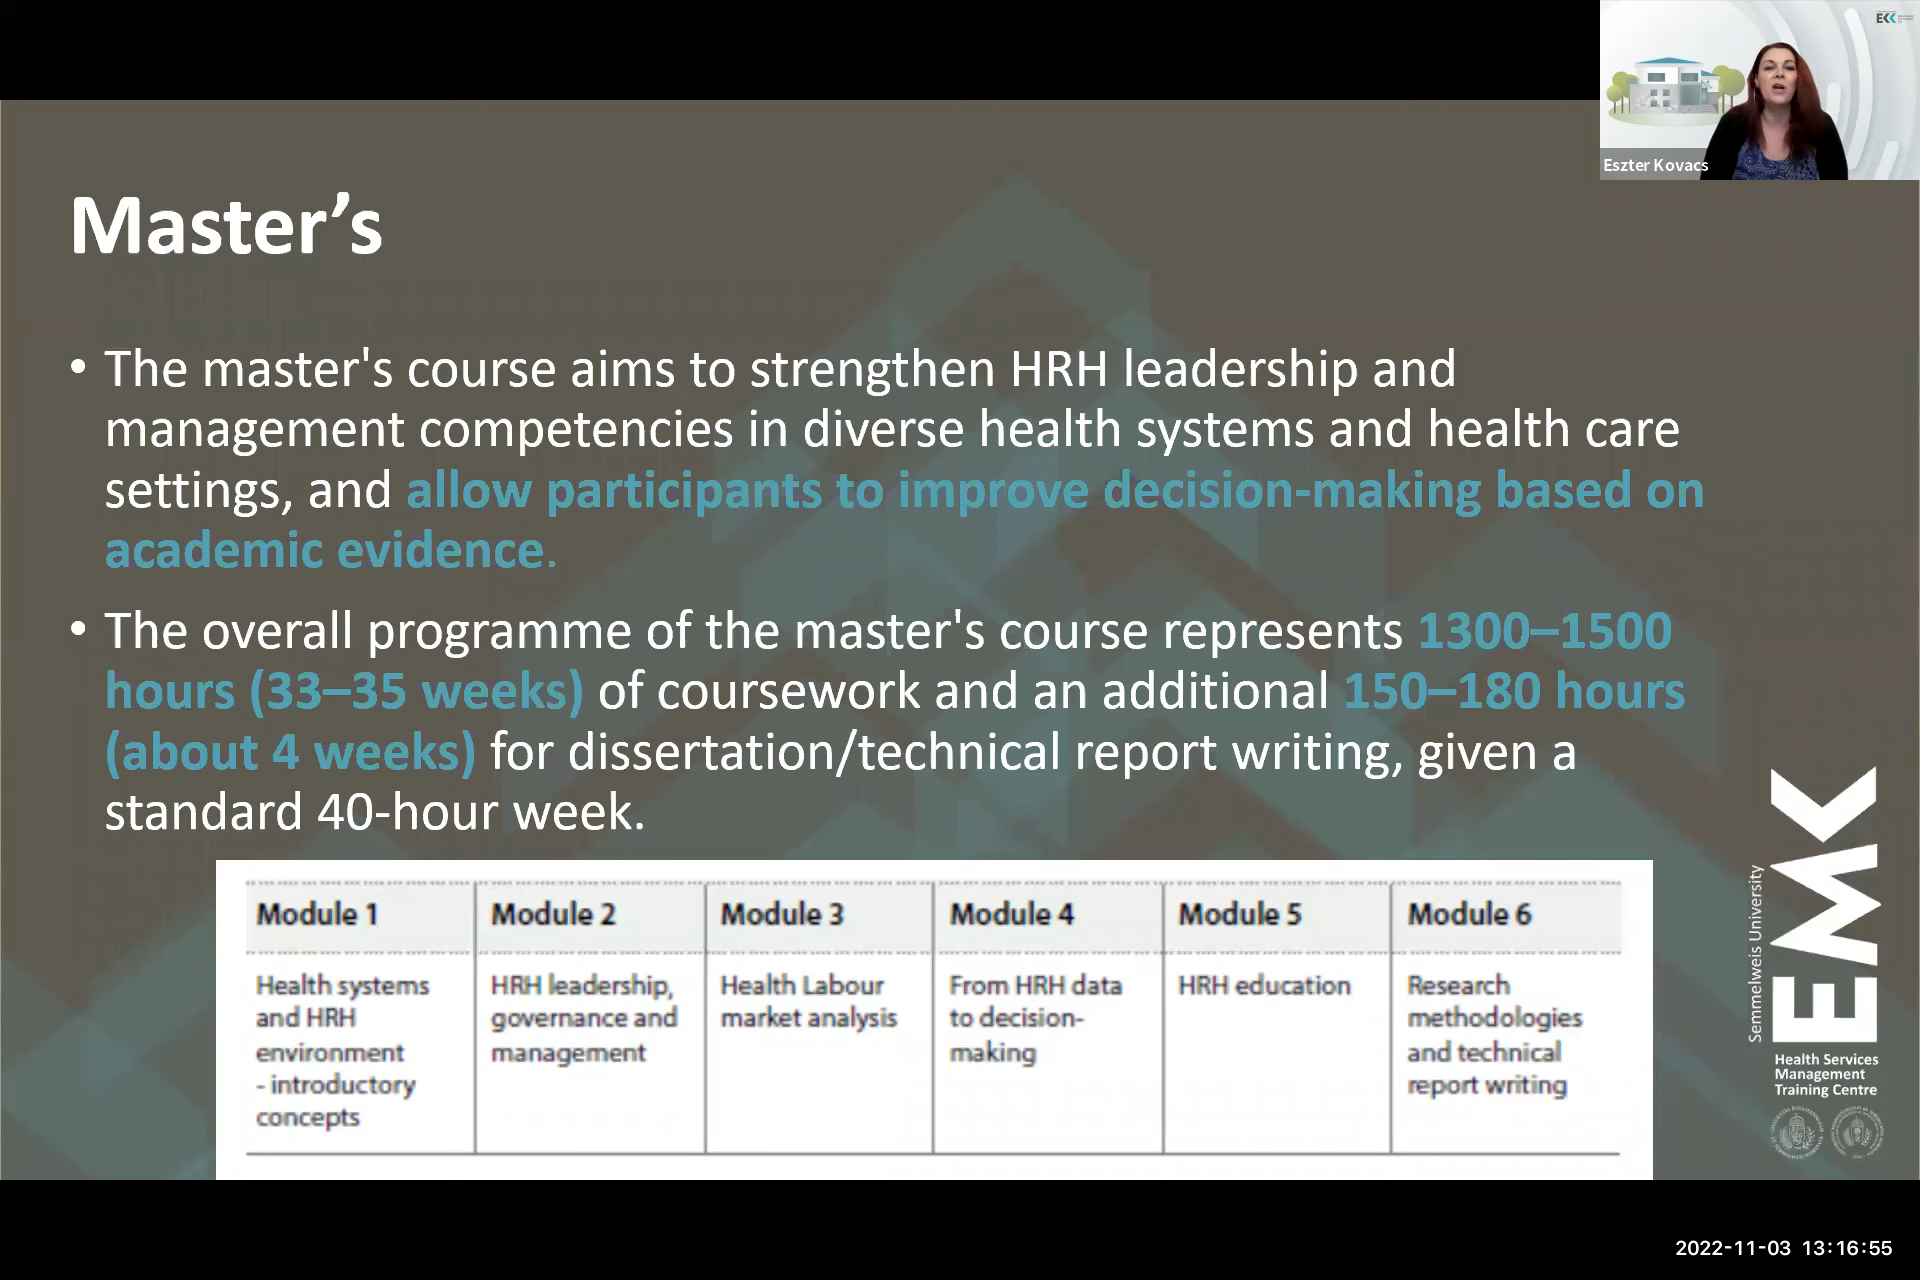 EKK
Eszter Kovacs
Master’s
• The master's course aims to strengthen HRH leadership and
management competencies in diverse health systems and health care
settings, and allow participants to improve decision-making based on
academic evidence.
• The overall programme of the master's course represents 1300–1500
hours (33–35 weeks) of coursework and an additional 150–180 hours
(about 4 weeks) for dissertation/technical report writing, given a
standard 40-hour week.
Module 1
Health systems
and HRH
environment
- introductory
concepts
Module 2
HRH leadership,
governance and
management
Module 3
Health Labour
market analysis
Module 4
From HRH data
to decision-
making
Module 5
HRH education
Module 6
Research
methodologies
and technical
report writing
Semmelweis University
EMK
Health Services
Management
Training Centre
2022-11-03 13:16:55